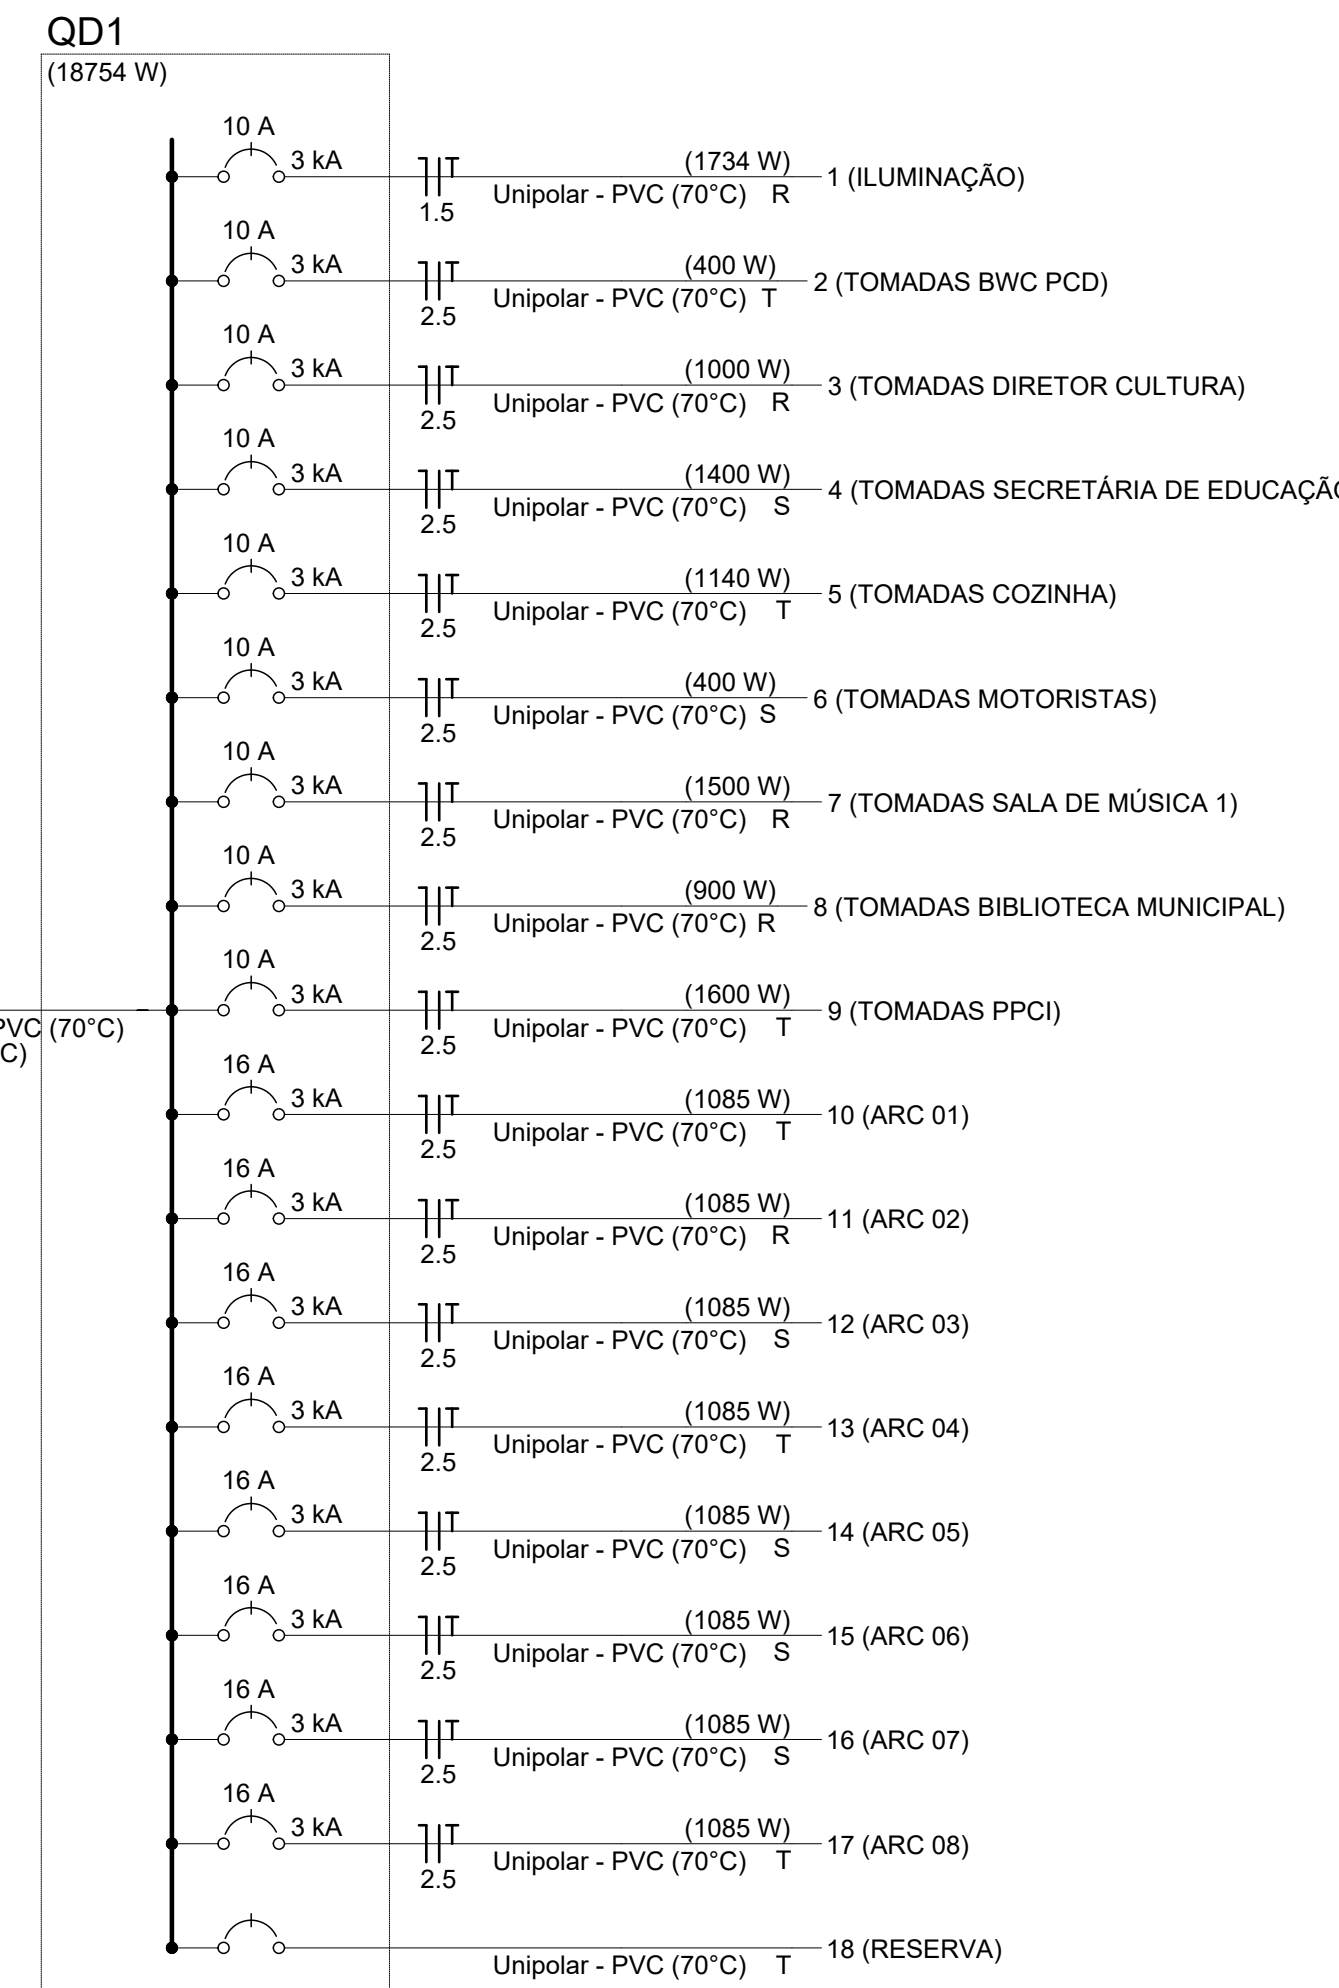 QD1
(18754 W)
10 A
3 kA
(1734 W)
1 (ILUMINAÇÃO)
Unipolar - PVC (70°C) R
1.5
10 A
3 kA
(400 W)
2 (TOMADAS BWC PCD)
Unipolar - PVC (70°C) T
2.5
10 A
3 kA
(1000 W)
3 (TOMADAS DIRETOR CULTURA)
Unipolar - PVC (70°C) R
2.5
10 A
3 kA
(1400 W)
4 (TOMADAS SECRETÁRIA DE EDUCAÇÃO
Unipolar - PVC (70°C) S
2.5
10 A
3 kA
(1140 W)
5 (TOMADAS COZINHA)
Unipolar - PVC (70°C) T
2.5
10 A
3 kA
(400 W)
6 (TOMADAS MOTORISTAS)
Unipolar - PVC (70°C) S
2.5
10 A
3 kA
(1500 W)
7 (TOMADAS SALA DE MÚSICA 1)
Unipolar - PVC (70°C) R
2.5
10 A
3 kA
(900 W)
8 (TOMADAS BIBLIOTECA MUNICIPAL)
Unipolar - PVC (70°C) R
2.5
10 A
3 kA
(1600 W)
9 (TOMADAS PPCI)
PVC (70°C)
C)
Unipolar - PVC (70°C) T
2.5
16 A
3 kA
(1085 W)
10 (ARC 01)
Unipolar - PVC (70°C) T
2.5
16 A
3 kA
(1085 W)
11 (ARC 02)
Unipolar - PVC (70°C) R
2.5
16 A
3 kA
(1085 W)
12 (ARC 03)
Unipolar - PVC (70°C) S
2.5
16 A
3 kA
(1085 W)
13 (ARC 04)
Unipolar - PVC (70°C) T
2.5
16 A
3 kA
(1085 W)
14 (ARC 05)
Unipolar - PVC (70°C) S
2.5
16 A
3 kA
(1085 W)
15 (ARC 06)
Unipolar - PVC (70°C) S
2.5
16 A
3 kA
(1085 W)
16 (ARC 07)
Unipolar - PVC (70°C) S
2.5
16 A
3 kA
(1085 W)
17 (ARC 08)
Unipolar - PVC (70°C) T
2.5
18 (RESERVA)
Unipolar - PVC (70°C) T